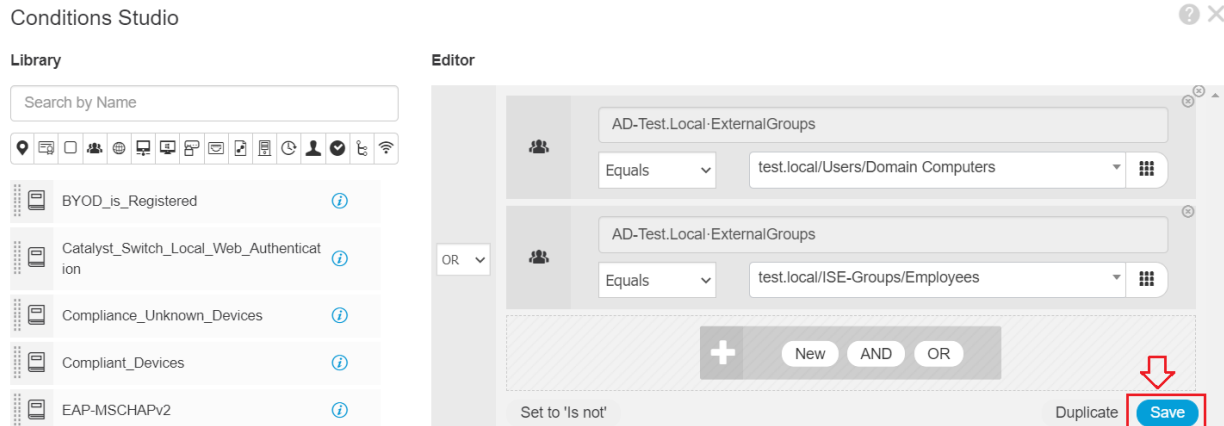 Conditions Studio
Library
Search by Name
BYOD_is_Registered
Catalyst_Switch_Local_Web_Authenticat
ion
Compliance_Unknown_Devices
Compliant_Devices
EAP-MSCHAPv2
Editor
OR
AD-Test.Local·ExternalGroups
Equals
test.local/Users/Domain Computers
AD-Test.Local·ExternalGroups
Equals
test.local/ISE-Groups/Employees
New AND OR
Set to 'Is not' Duplicate Save